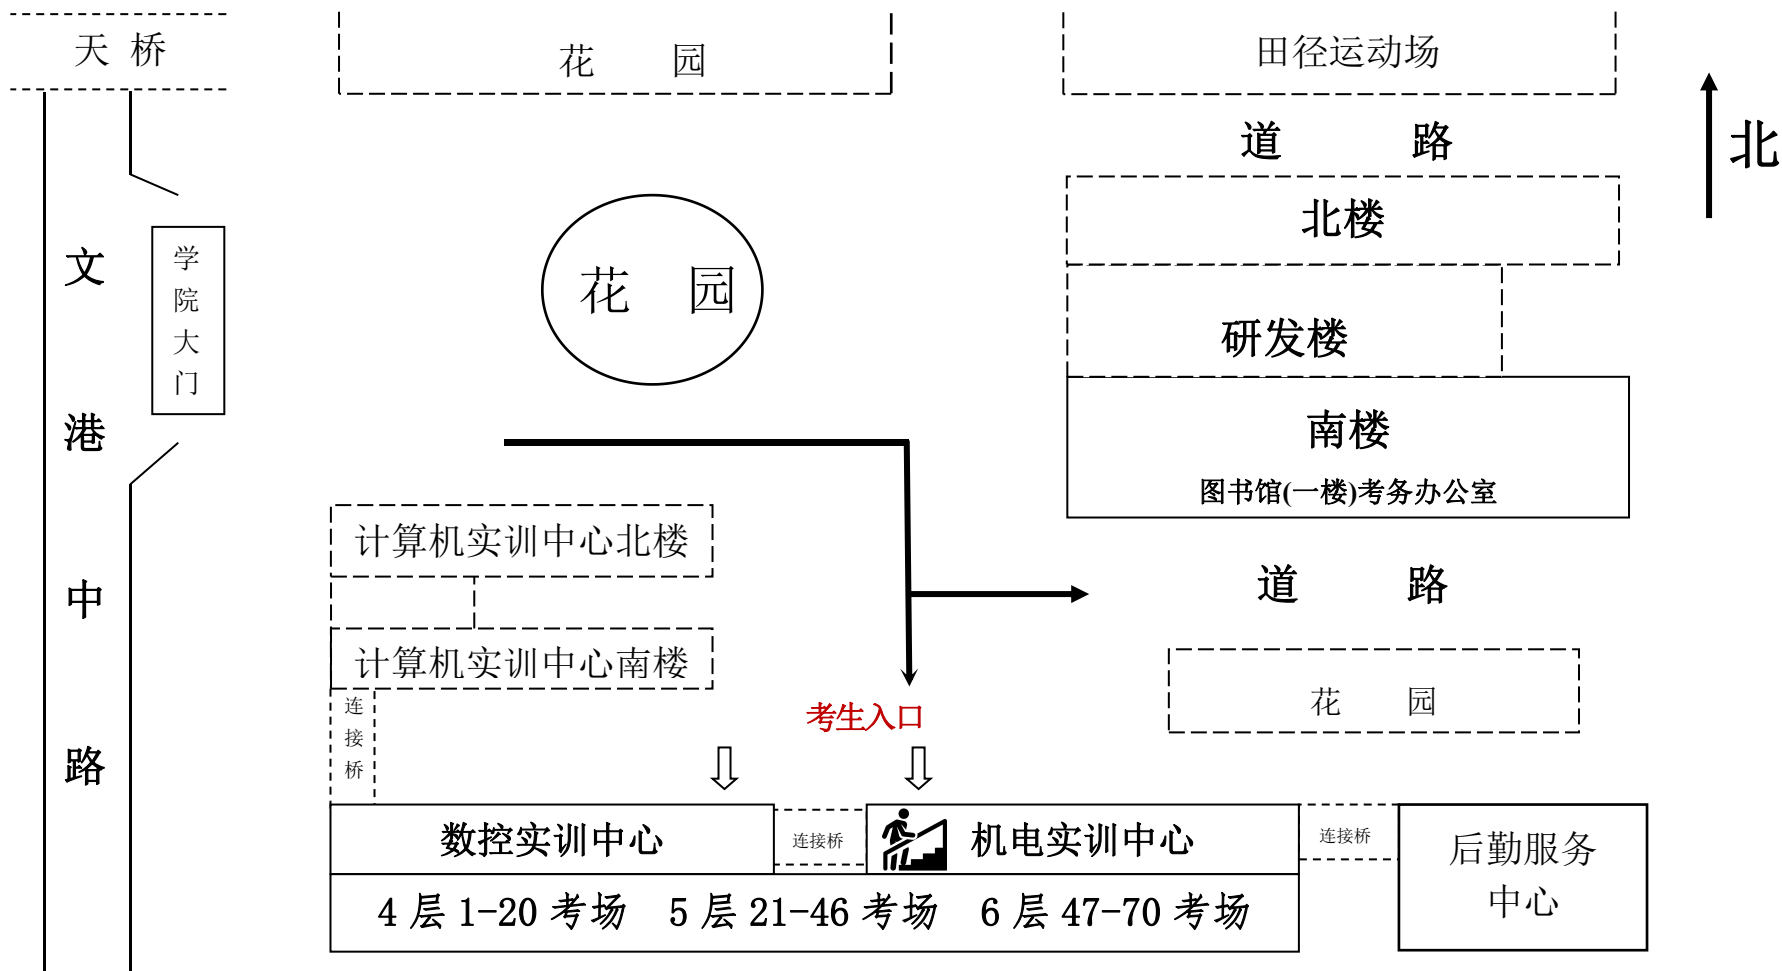 天 桥
花 园
田径运动场
北
道 路
北楼
研发楼
南楼
图书馆(一楼)考务办公室
道 路
花 园
文港中路
学院大门
花 园
计算机实训中心北楼
计算机实训中心南楼
连接桥
考生入口
数控实训中心
连接桥
机电实训中心
连接桥
后勤服务
中心
4 层 1-20 考场 5 层 21-46 考场 6 层 47-70 考场